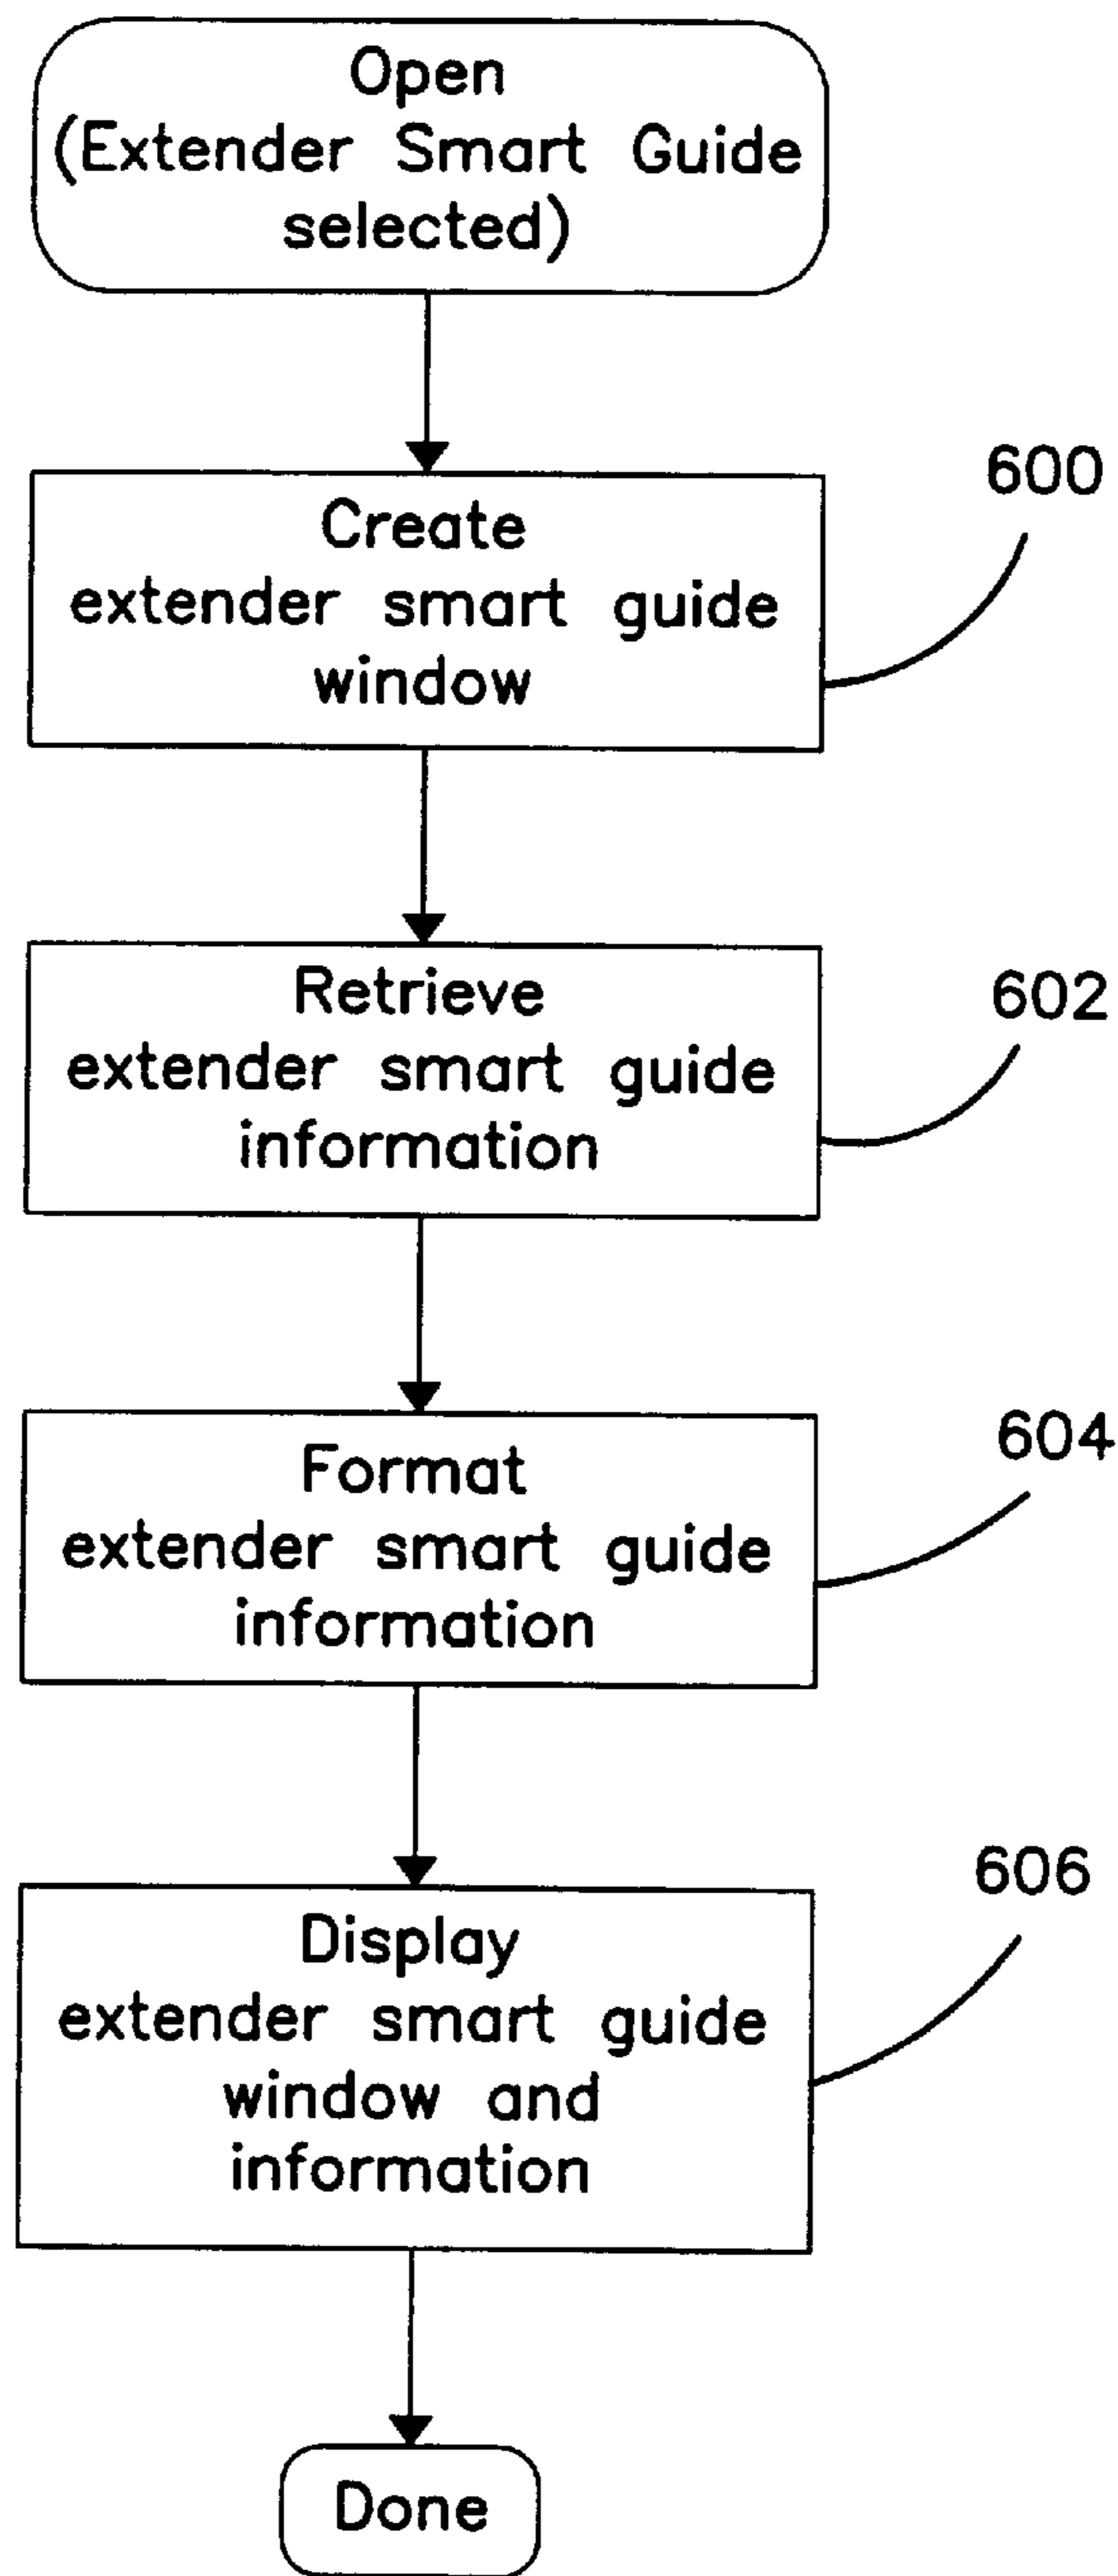 Open
(Extender Smart Guide
selected)
600
Create
extender smart guide
window
602
Retrieve
extender smart guide
information
604
Format
extender smart guide
information
606
Display
extender smart guide
window and
information
Done